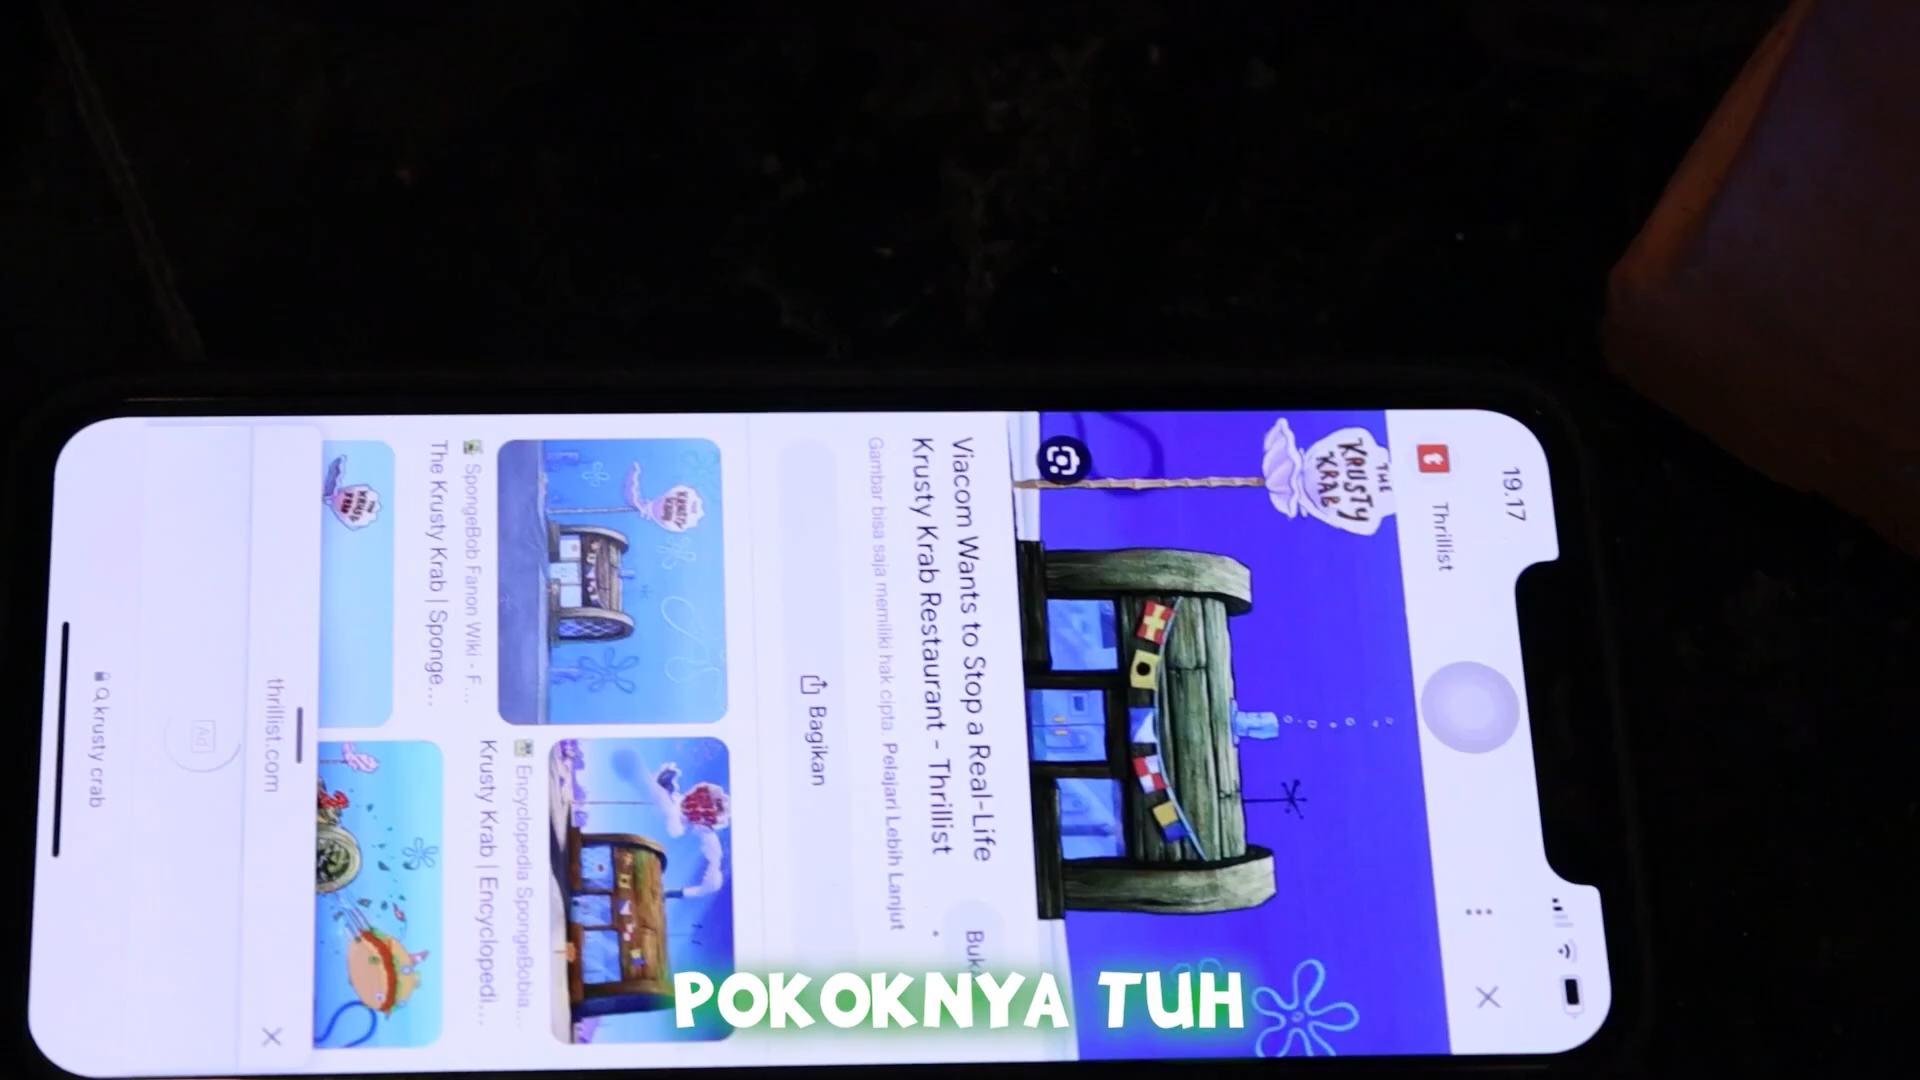 19.17
Thrillist
THE
KRUSTY
KRAB
Viacom Wants to Stop a Real-Life
Krusty Krab Restaurant - Thrillist
Gambar bisa saja memiliki hak cipta. Pelajari Lebih Lanjut
Bagikan
SpongeBob Fanon Wiki - F...
The Krusty Krab | Sponge...
Encyclopedia SpongeBobia...
Krusty Krab | Encyclopedi...
thrillist.com
Ad
krusty crab
POKOKNYA TUH